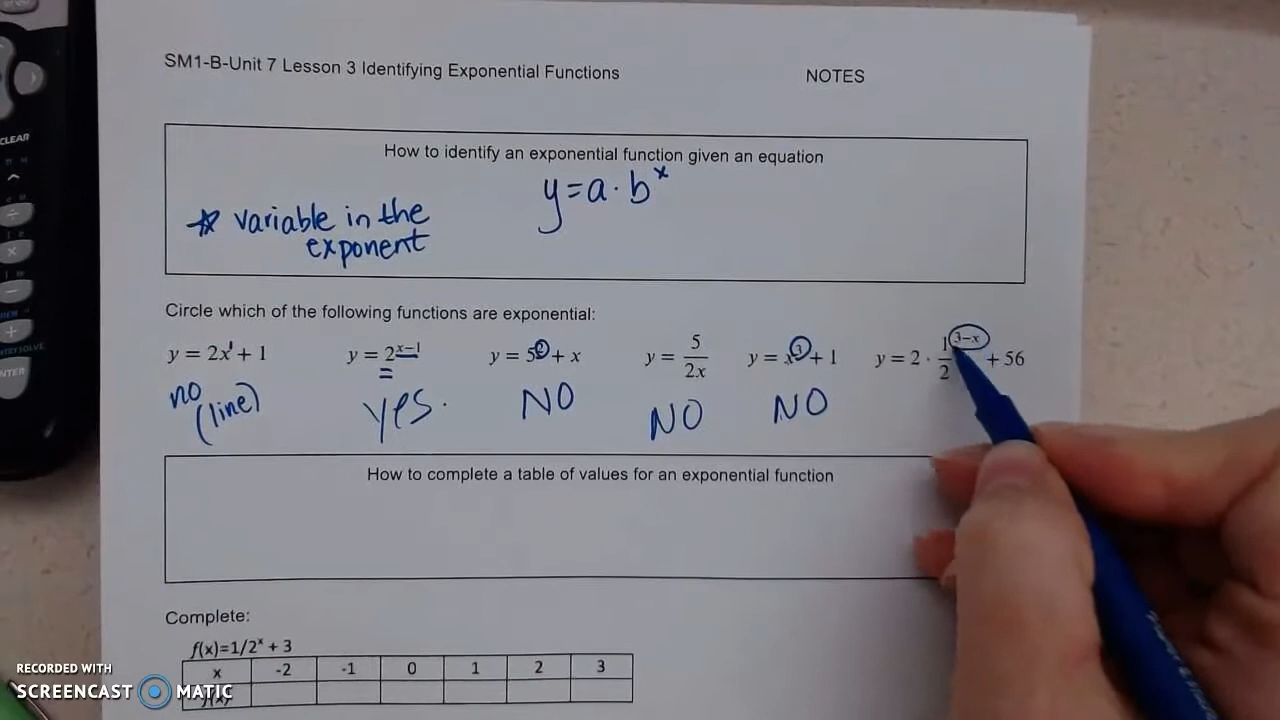 SM1-B-Unit 7 Lesson 3 Identifying Exponential Functions NOTES
How to identify an exponential function given an equation
y = a · b^x
☆ variable in the
exponent
Circle which of the following functions are exponential:
y = 2x^1 + 1 y = 2^(x−1) y = + x y = 5/2x y = x^3 + 1 y = 2 · 1/2^(3−x) + 56
no
(line) yes. NO NO NO
How to complete a table of values for an exponential function
Complete:
f(x)=1/2^x + 3
x -2 -1 0 1 2 3
CLEAR
ENTER
RECORDED WITH
SCREENCAST MATIC